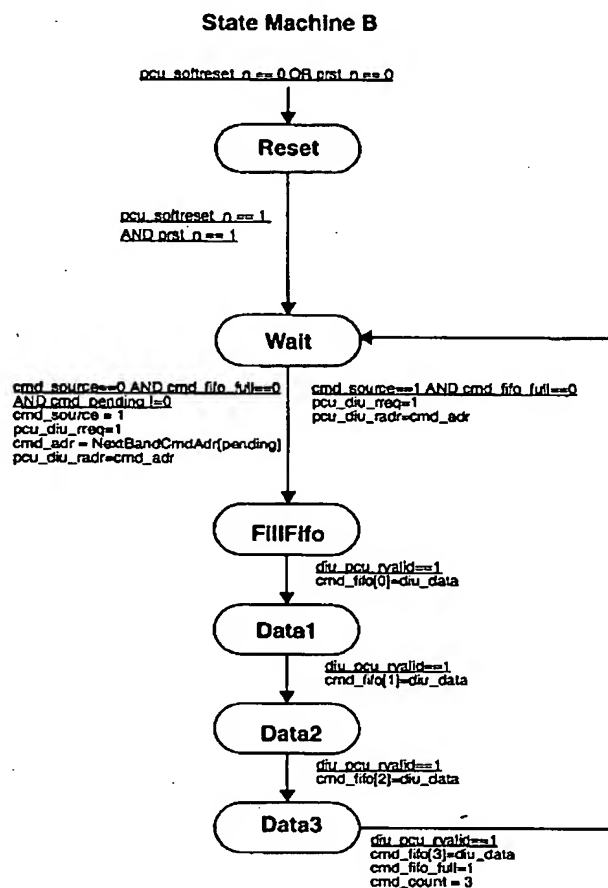 State Machine B
pcu_softreset_n == 0 OR prst_n == 0
Reset
pcu_softreset_n == 1
AND prst_n == 1
Wait
cmd_source==0 AND cmd_fifo_full==0
AND cmd_pending !=0
cmd_source = 1
pcu_diu_rreq=1
cmd_adr = NextBandCmdAdr[pending]
pcu_diu_radr=cmd_adr
cmd_source==1 AND cmd_fifo_full==0
pcu_diu_rreq=1
pcu_diu_radr=cmd_adr
FillFifo
diu_pcu_rvalid==1
cmd_fifo[0]=diu_data
Data1
diu_pcu_rvalid==1
cmd_fifo[1]=diu_data
Data2
diu_pcu_rvalid==1
cmd_fifo[2]=diu_data
Data3
diu_pcu_rvalid==1
cmd_fifo[3]=diu_data
cmd_fifo_full=1
cmd_count = 3